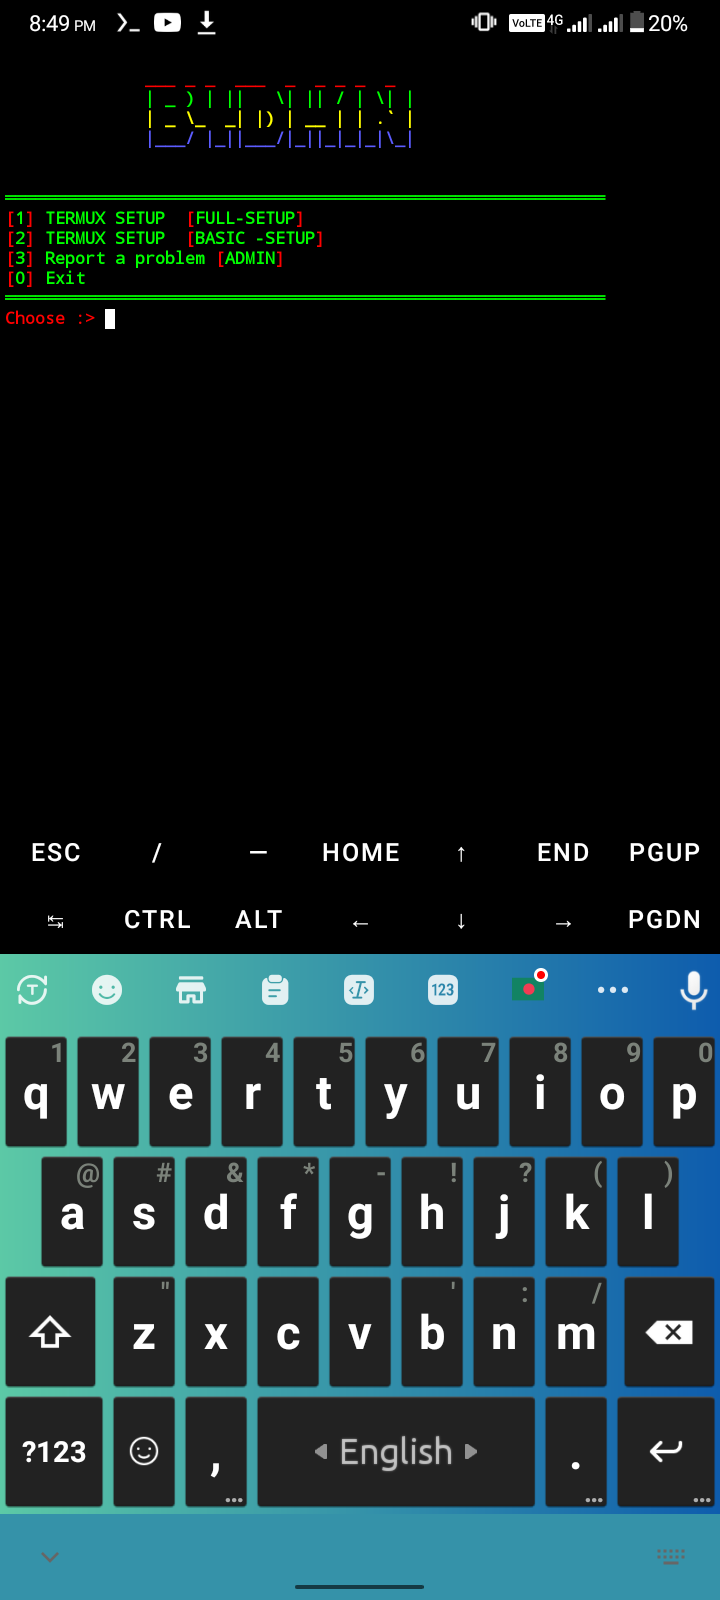 8:49 PM VoLTE 4G 20%
[1] TERMUX SETUP [FULL-SETUP]
[2] TERMUX SETUP [BASIC -SETUP]
[3] Report a problem [ADMIN]
[0] Exit
Choose :>
ESC / — HOME ↑ END PGUP
CTRL ALT ← ↓ → PGDN
T 123
1 2 3 4 5 6 7 8 9 0
q w e r t y u i o p
@ # & * - ! ? ( )
a s d f g h j k l
" ' : /
z x c v b n m
?123 , English .